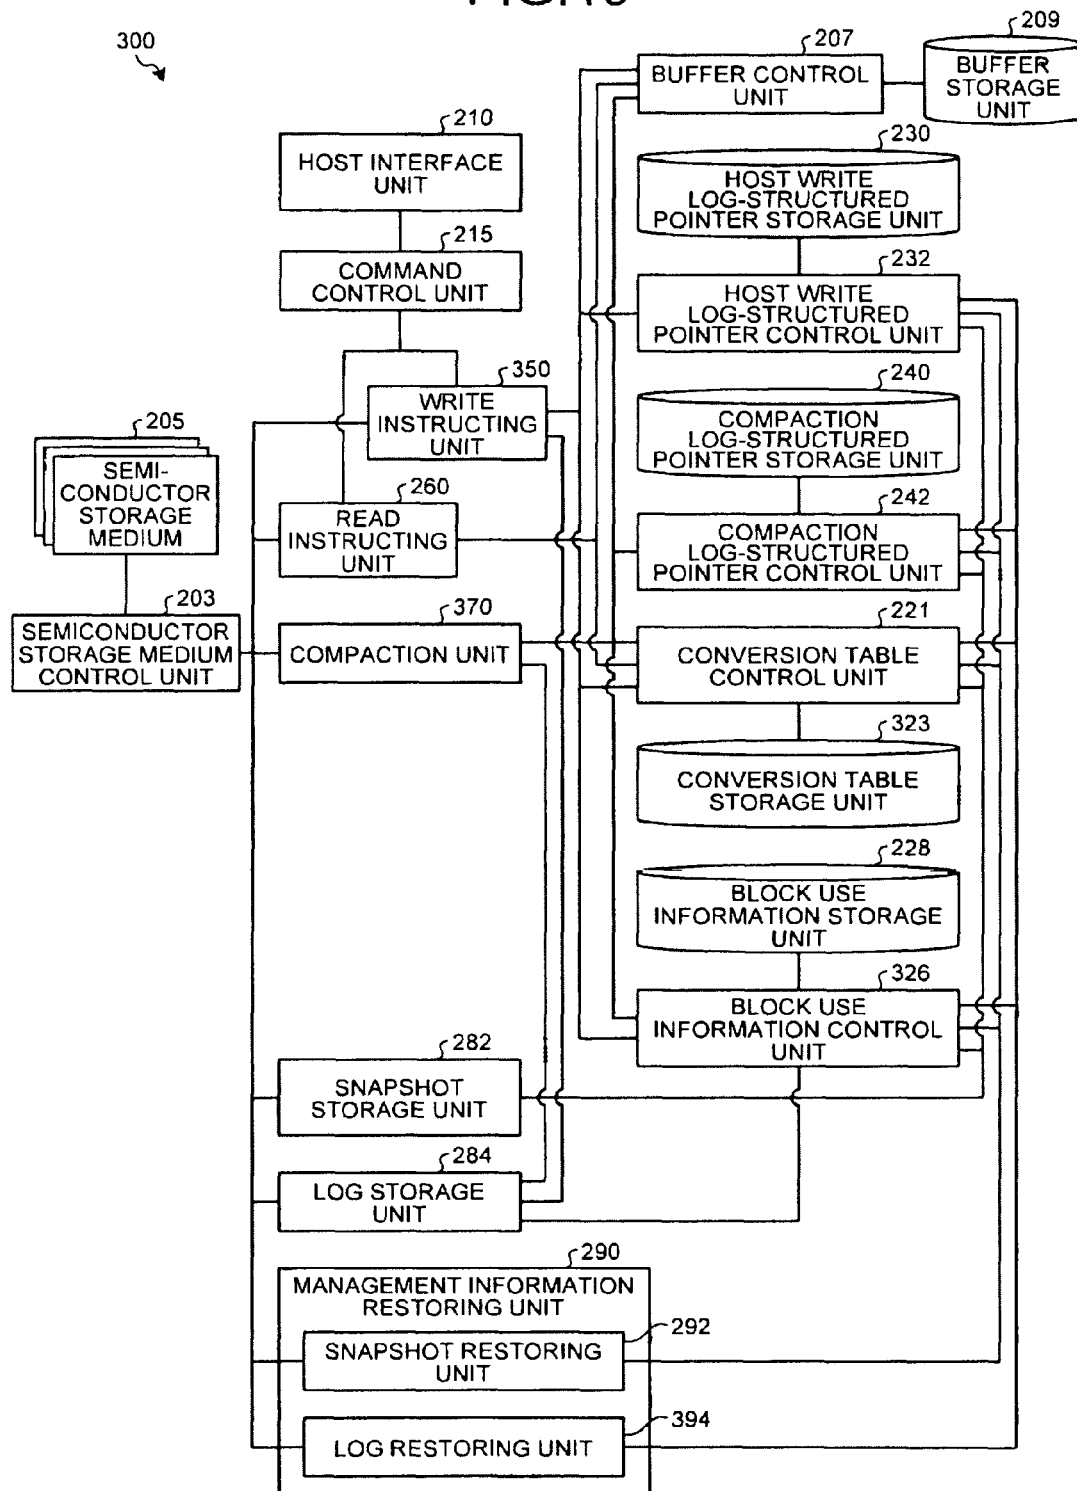 300
209
207
BUFFER CONTROL
UNIT
BUFFER
STORAGE
UNIT
210
HOST INTERFACE
UNIT
230
HOST WRITE
LOG-STRUCTURED
POINTER STORAGE UNIT
215
COMMAND
CONTROL UNIT
232
HOST WRITE
LOG-STRUCTURED
POINTER CONTROL UNIT
350
WRITE
INSTRUCTING
UNIT
240
COMPACTION
LOG-STRUCTURED
POINTER STORAGE UNIT
205
SEMI-
CONDUCTOR
STORAGE
MEDIUM
260
READ
INSTRUCTING
UNIT
242
COMPACTION
LOG-STRUCTURED
POINTER CONTROL UNIT
203
SEMICONDUCTOR
STORAGE MEDIUM
CONTROL UNIT
370
COMPACTION UNIT
221
CONVERSION TABLE
CONTROL UNIT
323
CONVERSION TABLE
STORAGE UNIT
228
BLOCK USE
INFORMATION STORAGE
UNIT
326
BLOCK USE
INFORMATION CONTROL
UNIT
282
SNAPSHOT
STORAGE UNIT
284
LOG STORAGE
UNIT
290
MANAGEMENT INFORMATION
RESTORING UNIT
292
SNAPSHOT RESTORING
UNIT
394
LOG RESTORING UNIT